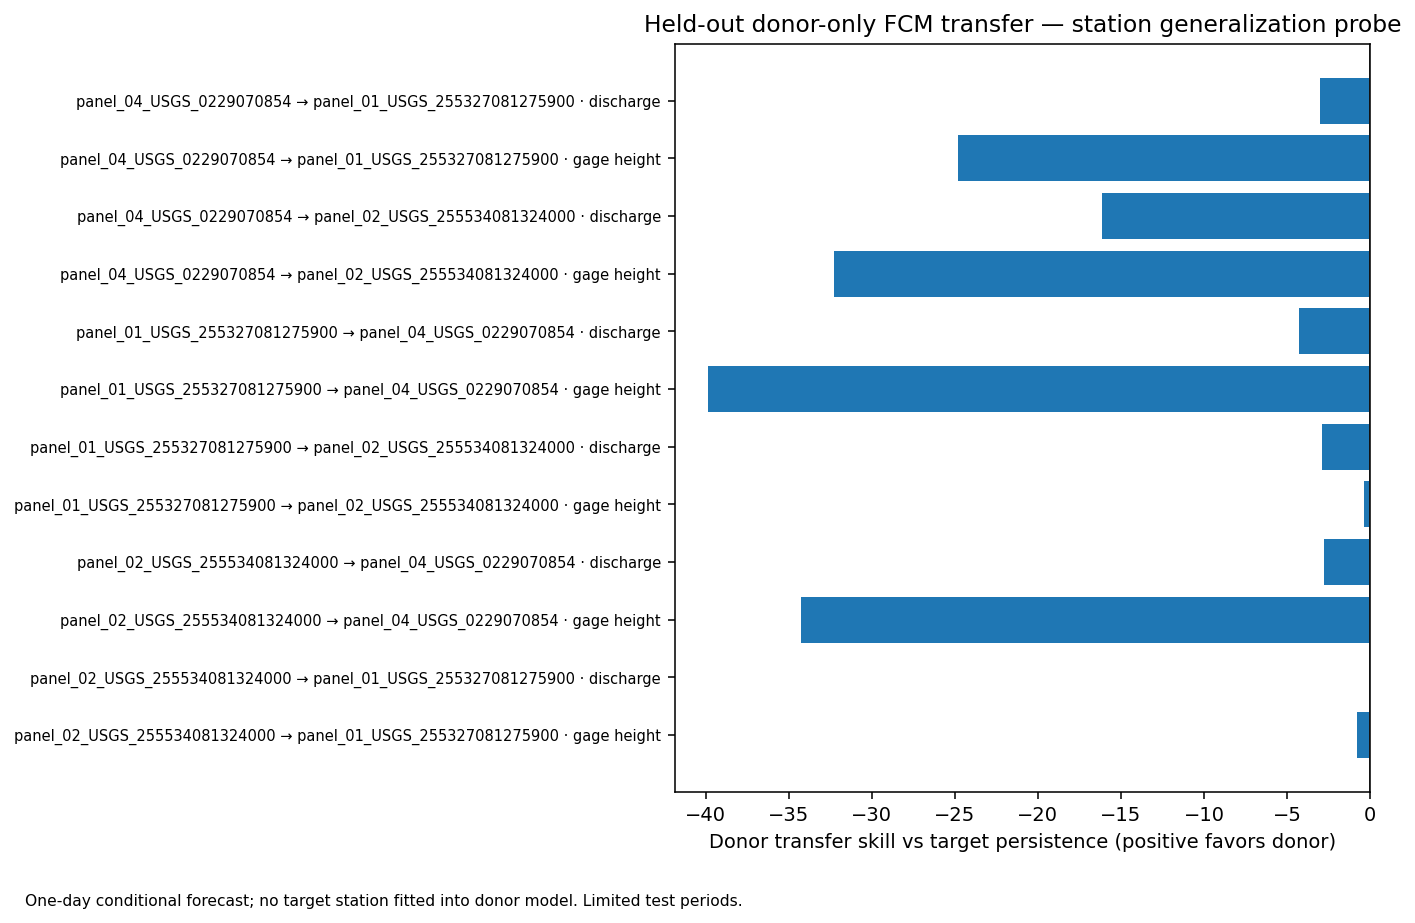 Held-out donor-only FCM transfer — station generalization probe
panel_04_USGS_0229070854 → panel_01_USGS_255327081275900 · discharge
panel_04_USGS_0229070854 → panel_01_USGS_255327081275900 · gage height
panel_04_USGS_0229070854 → panel_02_USGS_255534081324000 · discharge
panel_04_USGS_0229070854 → panel_02_USGS_255534081324000 · gage height
panel_01_USGS_255327081275900 → panel_04_USGS_0229070854 · discharge
panel_01_USGS_255327081275900 → panel_04_USGS_0229070854 · gage height
panel_01_USGS_255327081275900 → panel_02_USGS_255534081324000 · discharge
panel_01_USGS_255327081275900 → panel_02_USGS_255534081324000 · gage height
panel_02_USGS_255534081324000 → panel_04_USGS_0229070854 · discharge
panel_02_USGS_255534081324000 → panel_04_USGS_0229070854 · gage height
panel_02_USGS_255534081324000 → panel_01_USGS_255327081275900 · discharge
panel_02_USGS_255534081324000 → panel_01_USGS_255327081275900 · gage height
−40 −35 −30 −25 −20 −15 −10 −5 0
Donor transfer skill vs target persistence (positive favors donor)
One-day conditional forecast; no target station fitted into donor model. Limited test periods.